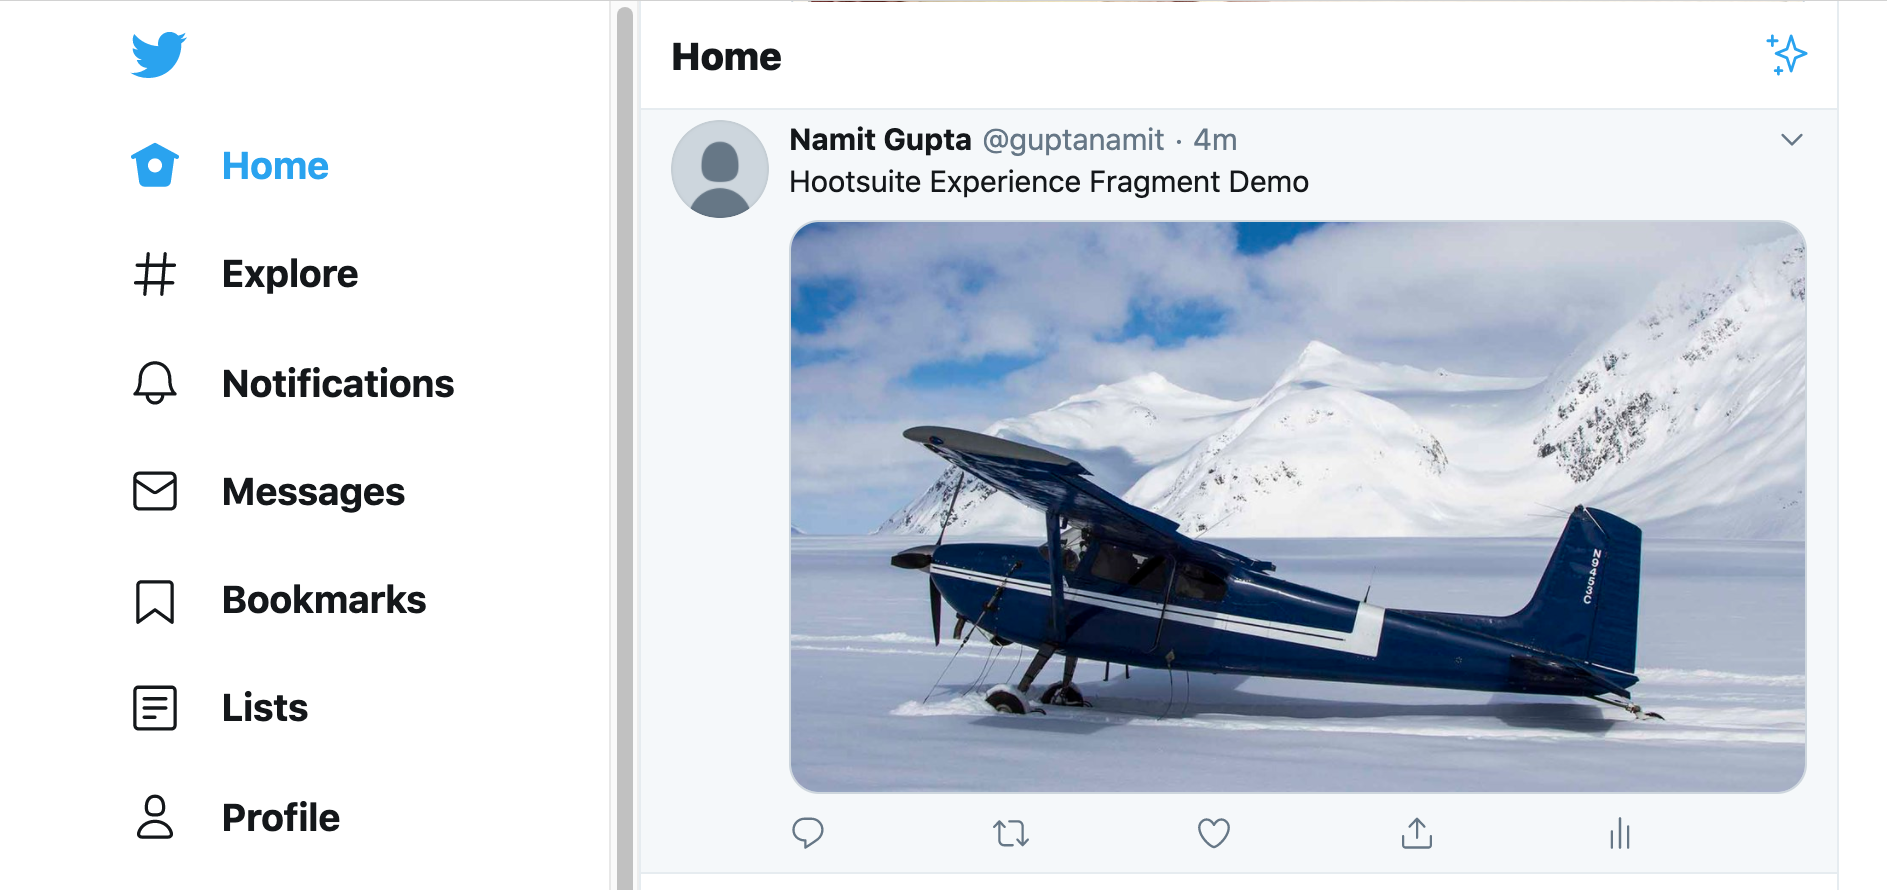 Home
Explore
Notifications
Messages
Bookmarks
Lists
Profile
Home
Namit Gupta @guptanamit · 4m
Hootsuite Experience Fragment Demo
N9453C